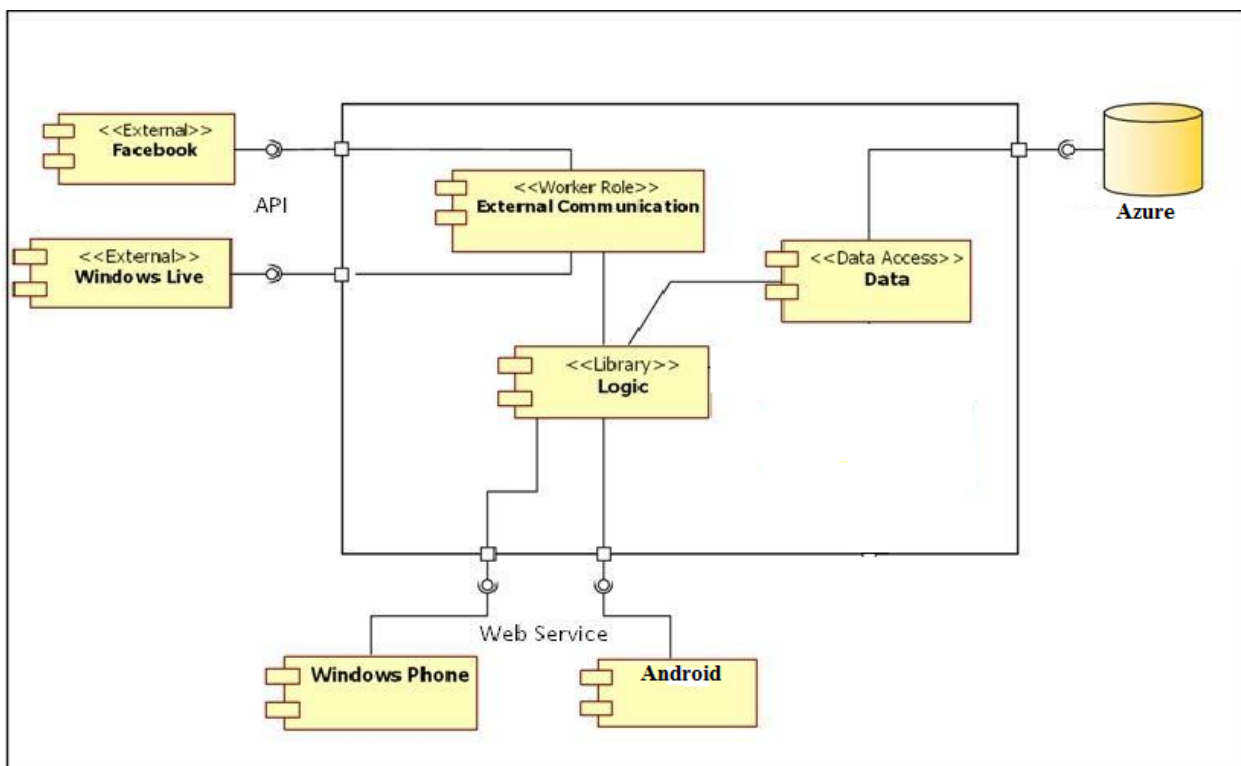 <<External>>
Facebook
API
<<External>>
Windows Live
<<Worker Role>>
External Communication
<<Data Access>>
Data
Azure
<<Library>>
Logic
Web Service
Windows Phone
Android